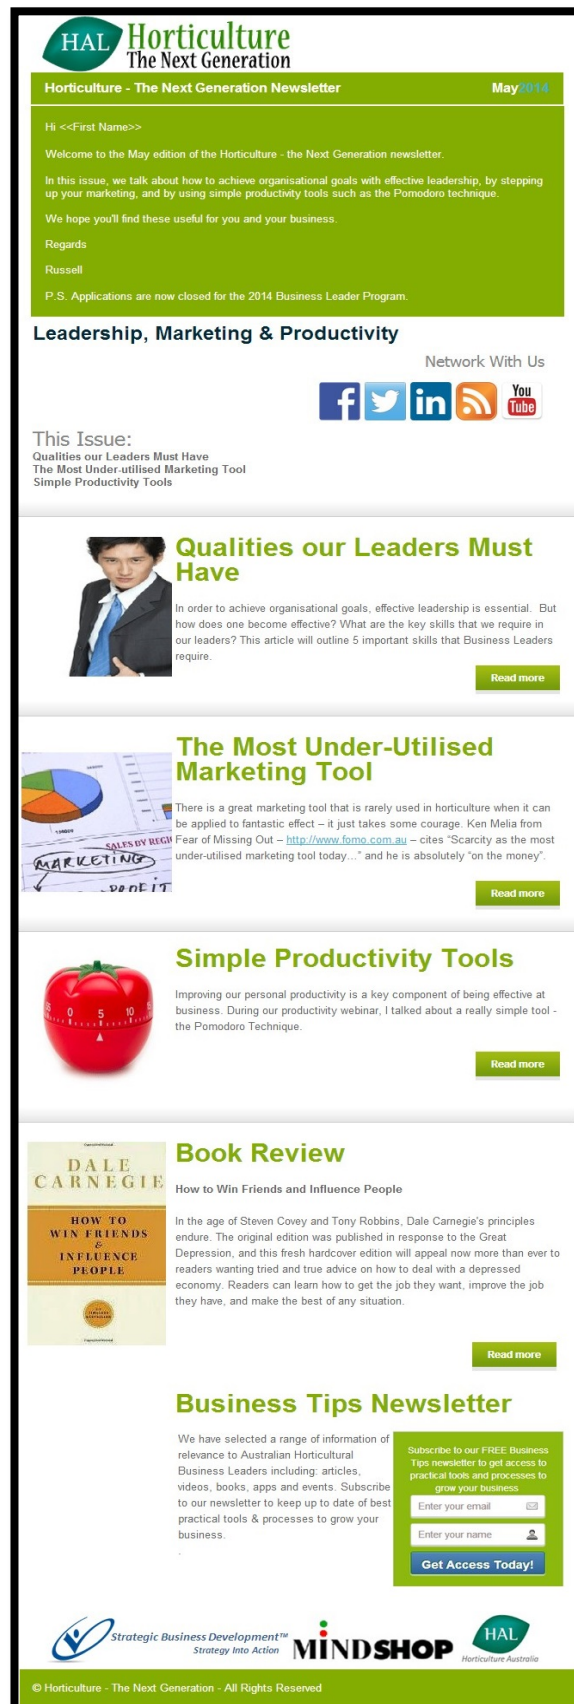 HAL Horticulture
The Next Generation
Horticulture - The Next Generation Newsletter May2014
Hi <<First Name>>
Welcome to the May edition of the Horticulture - the Next Generation newsletter.
In this issue, we talk about how to achieve organisational goals with effective leadership, by stepping
up your marketing, and by using simple productivity tools such as the Pomodoro technique.
We hope you'll find these useful for you and your business.
Regards
Russell
P.S. Applications are now closed for the 2014 Business Leader Program.
Leadership, Marketing & Productivity
Network With Us
f in You
Tube
This Issue:
Qualities our Leaders Must Have
The Most Under-utilised Marketing Tool
Simple Productivity Tools
Qualities our Leaders Must
Have
In order to achieve organisational goals, effective leadership is essential. But
how does one become effective? What are the key skills that we require in
our leaders? This article will outline 5 important skills that Business Leaders
require.
Read more
The Most Under-Utilised
Marketing Tool
There is a great marketing tool that is rarely used in horticulture when it can
be applied to fantastic effect – it just takes some courage. Ken Melia from
Fear of Missing Out – http://www.fomo.com.au – cites “Scarcity as the most
under-utilised marketing tool today…” and he is absolutely “on the money”.
SALES BY REGI
MARKETING
PROFIT
Read more
Simple Productivity Tools
Improving our personal productivity is a key component of being effective at
business. During our productivity webinar, I talked about a really simple tool -
the Pomodoro Technique.
0 5 10
Read more
Book Review
DALE
CARNEGIE
HOW TO
WIN FRIENDS
&
INFLUENCE
PEOPLE
How to Win Friends and Influence People
In the age of Steven Covey and Tony Robbins, Dale Carnegie's principles
endure. The original edition was published in response to the Great
Depression, and this fresh hardcover edition will appeal now more than ever to
readers wanting tried and true advice on how to deal with a depressed
economy. Readers can learn how to get the job they want, improve the job
they have, and make the best of any situation.
Read more
Business Tips Newsletter
We have selected a range of information of
relevance to Australian Horticultural
Business Leaders including: articles,
videos, books, apps and events. Subscribe
to our newsletter to keep up to date of best
practical tools & processes to grow your
business.
.
Subscribe to our FREE Business
Tips newsletter to get access to
practical tools and processes to
grow your business
Enter your email
Enter your name
Get Access Today!
Strategic Business Development™
Strategy Into Action
MINDSHOP
HAL
Horticulture Australia
© Horticulture - The Next Generation - All Rights Reserved